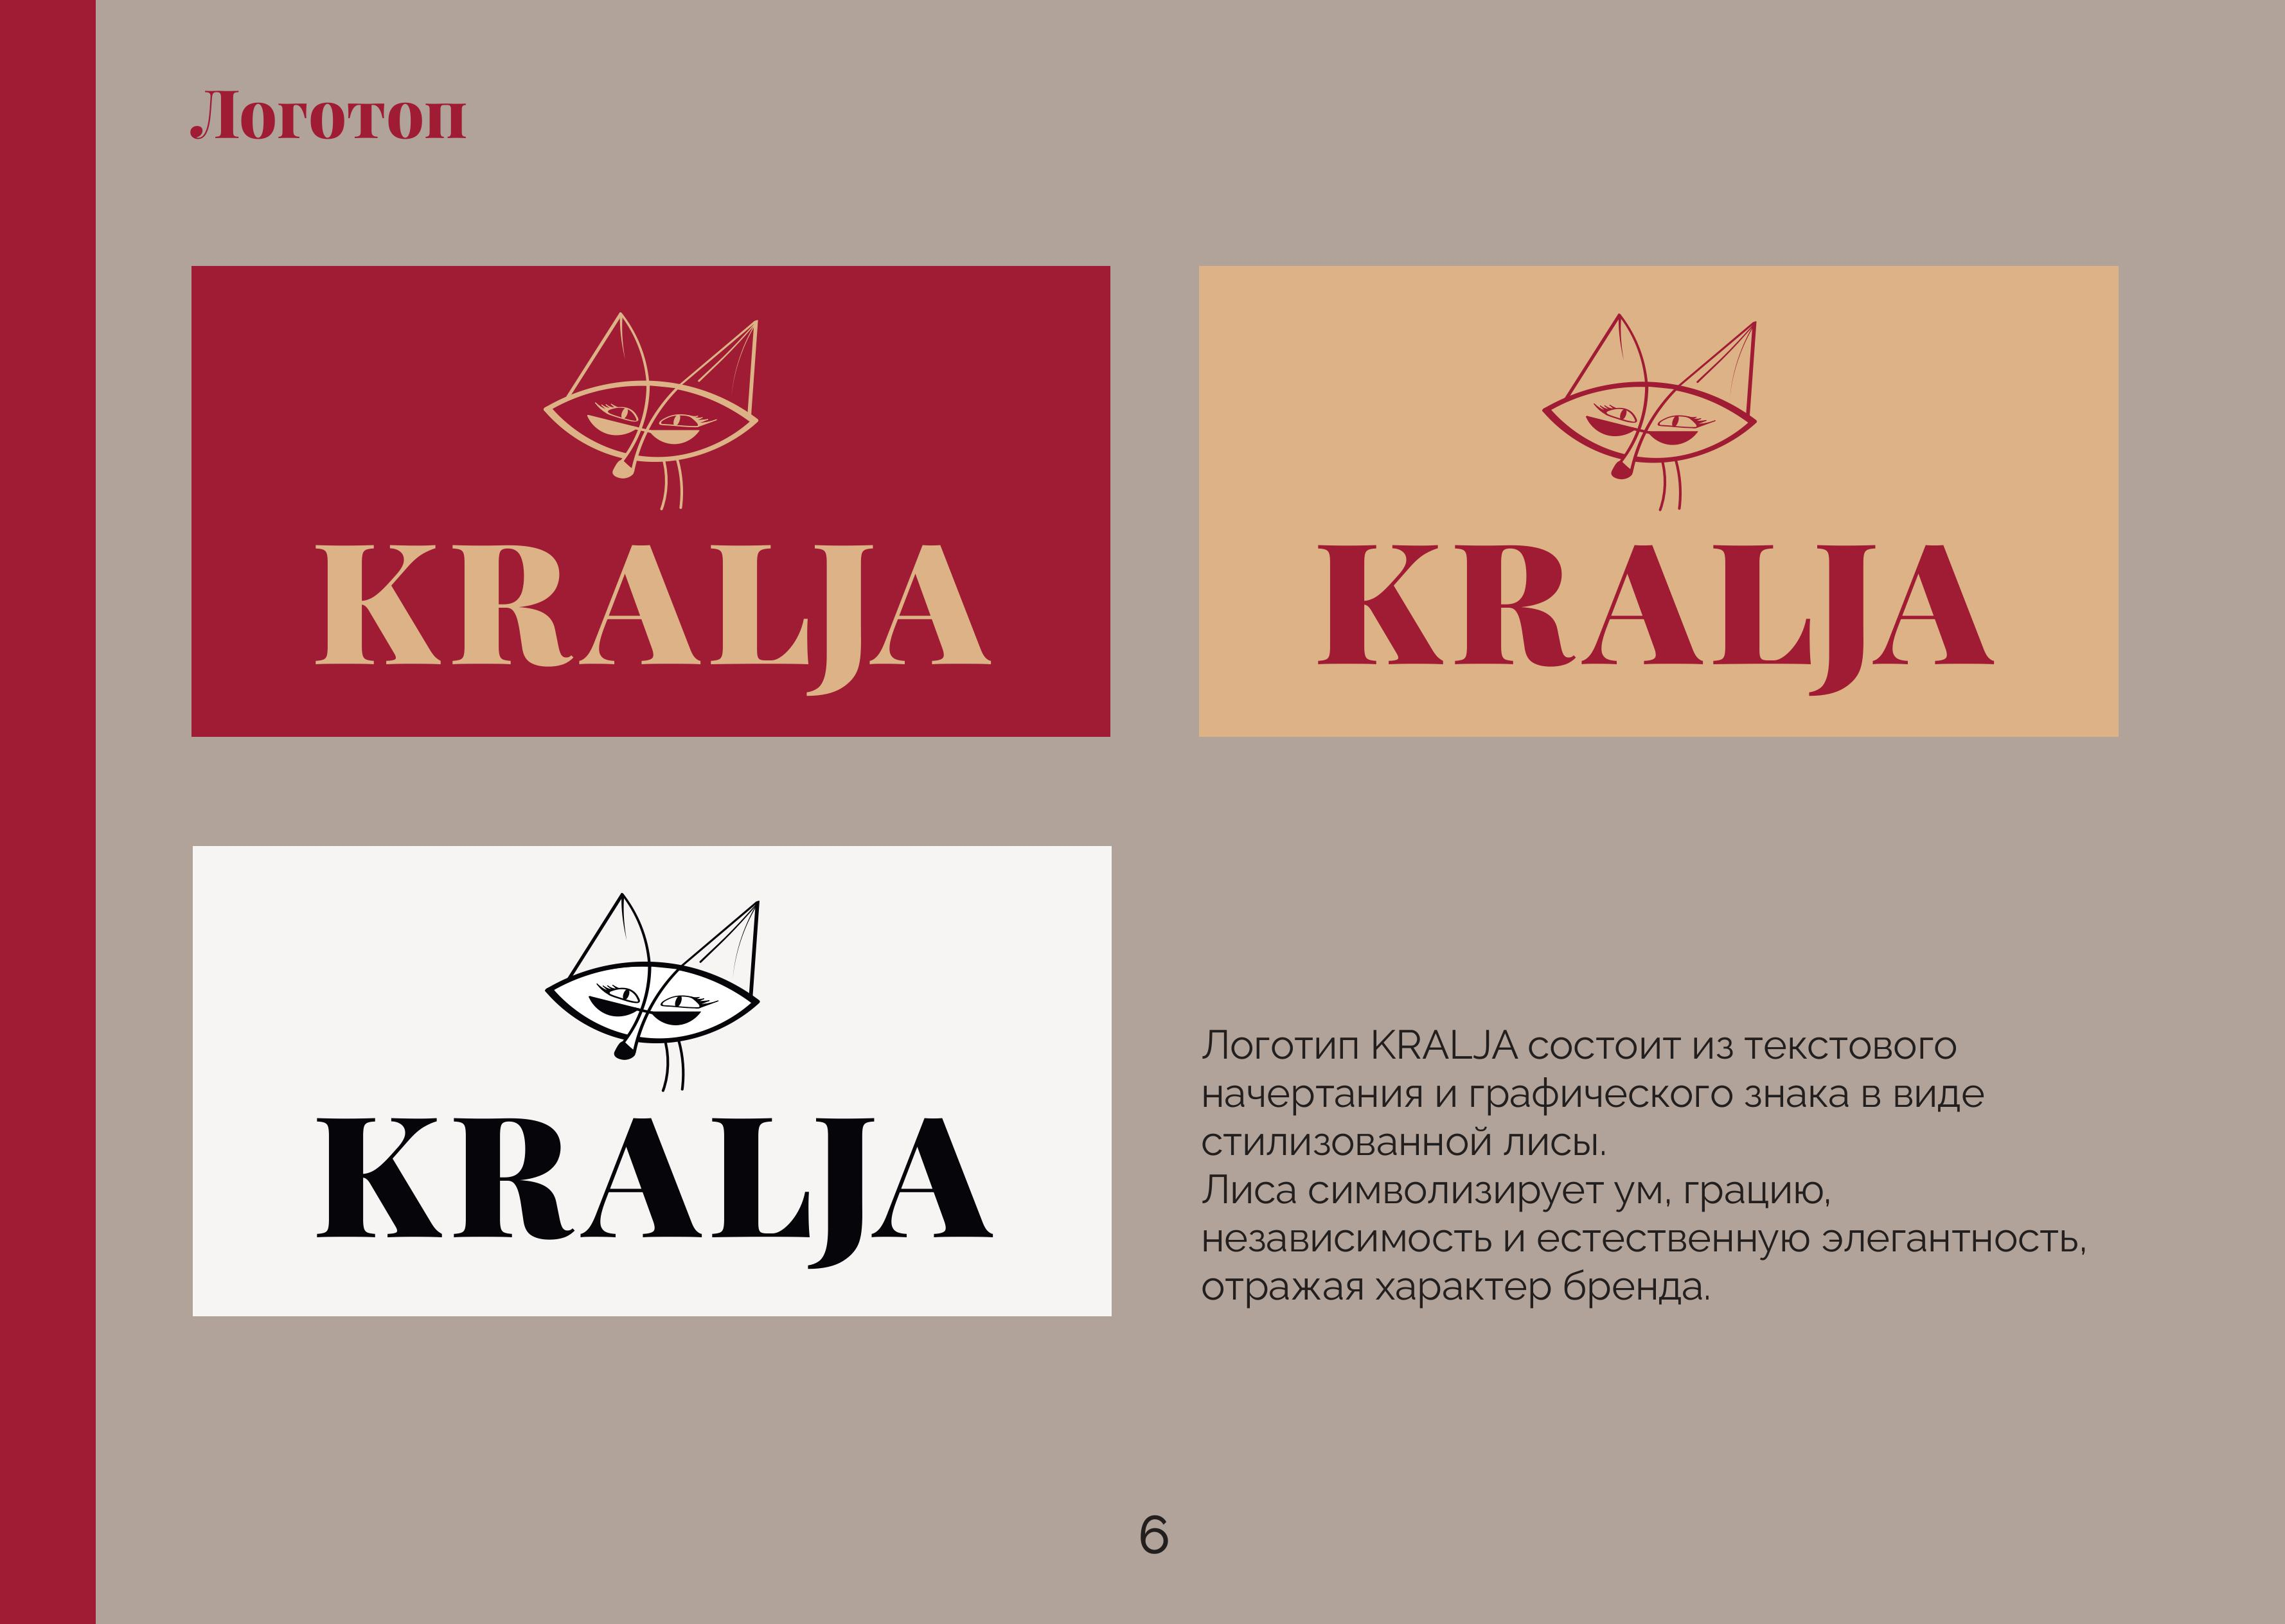 Логотоп
KRALJA
KRALJA
KRALJA
Логотип KRALJA состоит из текстового
начертания и графического знака в виде
стилизованной лисы.
Лиса символизирует ум, грацию,
независимость и естественную элегантность,
отражая характер бренда.
6